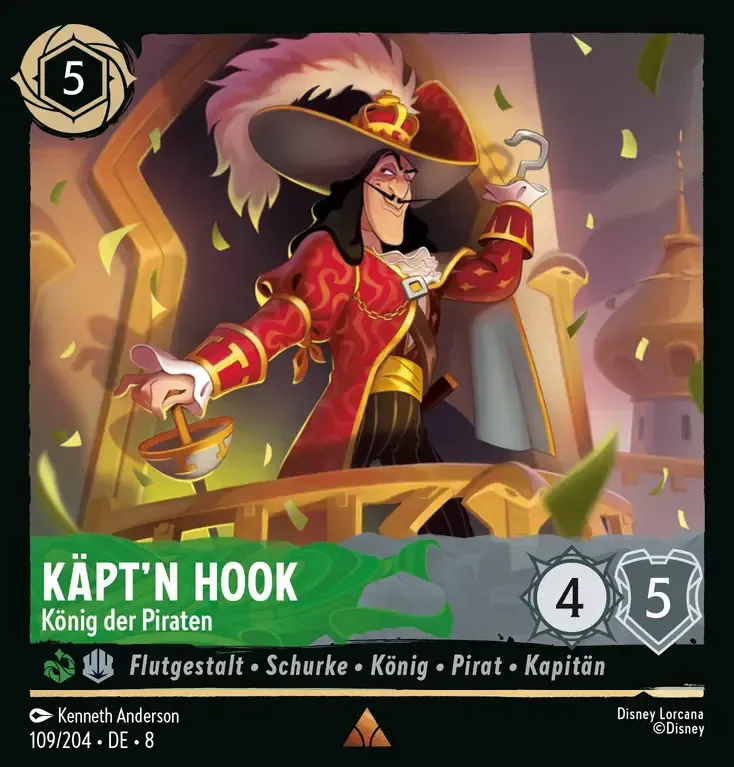 5
KÄPT'N HOOK
König der Piraten
4
5
Flutgestalt • Schurke • König • Pirat • Kapitän
Kenneth Anderson
Disney Lorcana
109/204 • DE • 8
©Disney